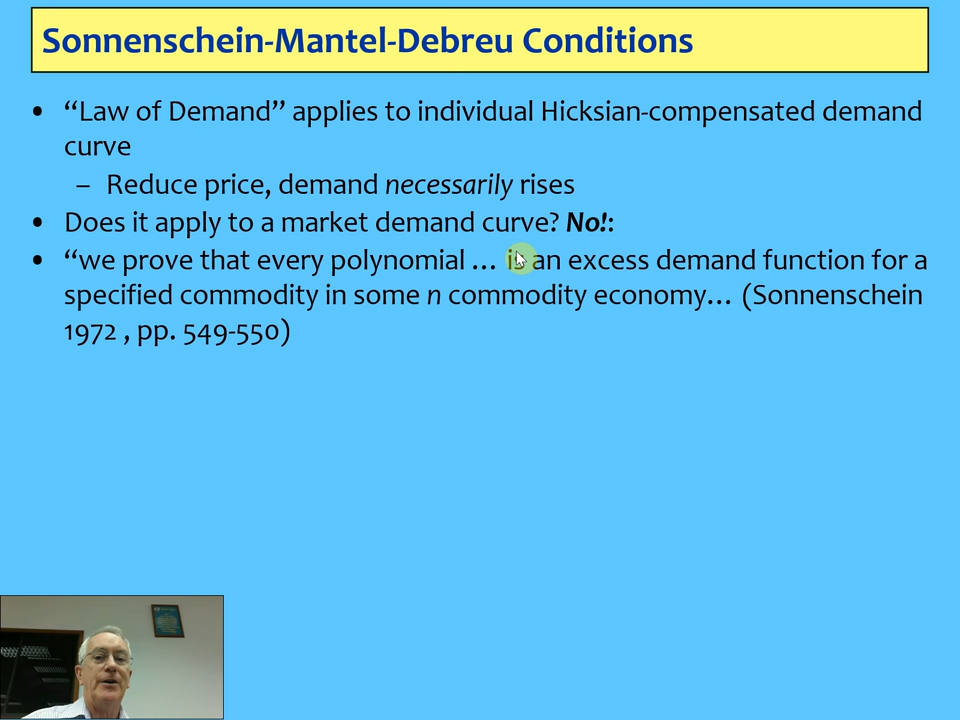 Sonnenschein-Mantel-Debreu Conditions
• “Law of Demand” applies to individual Hicksian-compensated demand
curve
– Reduce price, demand necessarily rises
• Does it apply to a market demand curve? No!:
• “we prove that every polynomial … is an excess demand function for a
specified commodity in some n commodity economy… (Sonnenschein
1972 , pp. 549-550)